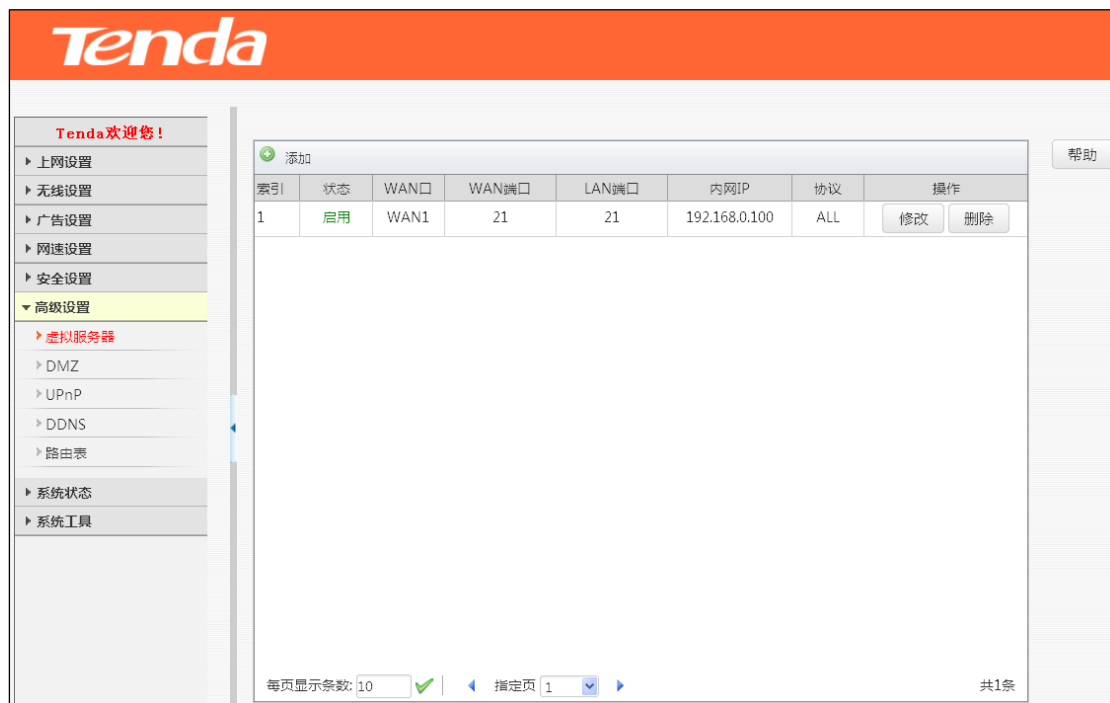 Tenda
Tenda欢迎您!
上网设置
无线设置
广告设置
网速设置
安全设置
高级设置
虚拟服务器
DMZ
UPnP
DDNS
路由表
系统状态
系统工具
添加
帮助
索引 状态 WAN口 WAN端口 LAN端口 内网IP 协议 操作
1 启用 WAN1 21 21 192.168.0.100 ALL 修改 删除
每页显示条数: 10 指定页 1 共1条